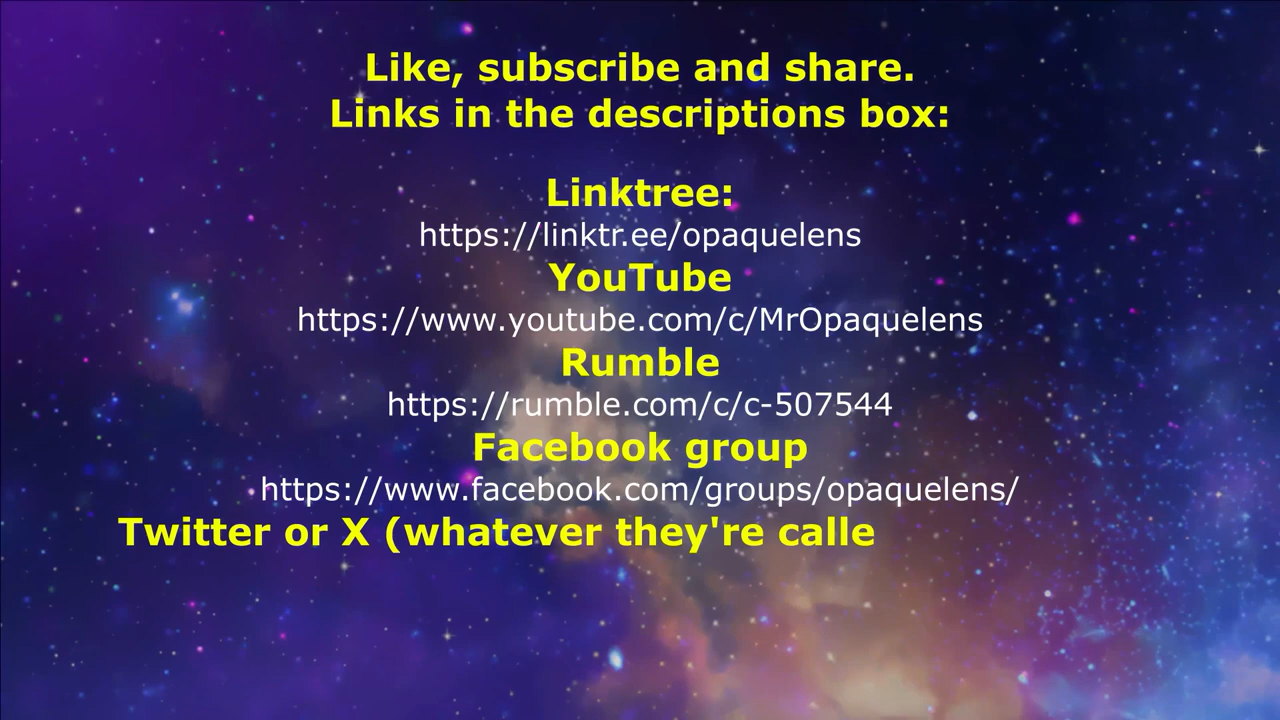 Like, subscribe and share.
Links in the descriptions box:
Linktree:
https://linktr.ee/opaquelens
YouTube
https://www.youtube.com/c/MrOpaquelens
Rumble
https://rumble.com/c/c-507544
Facebook group
https://www.facebook.com/groups/opaquelens/
Twitter or X (whatever they're calle